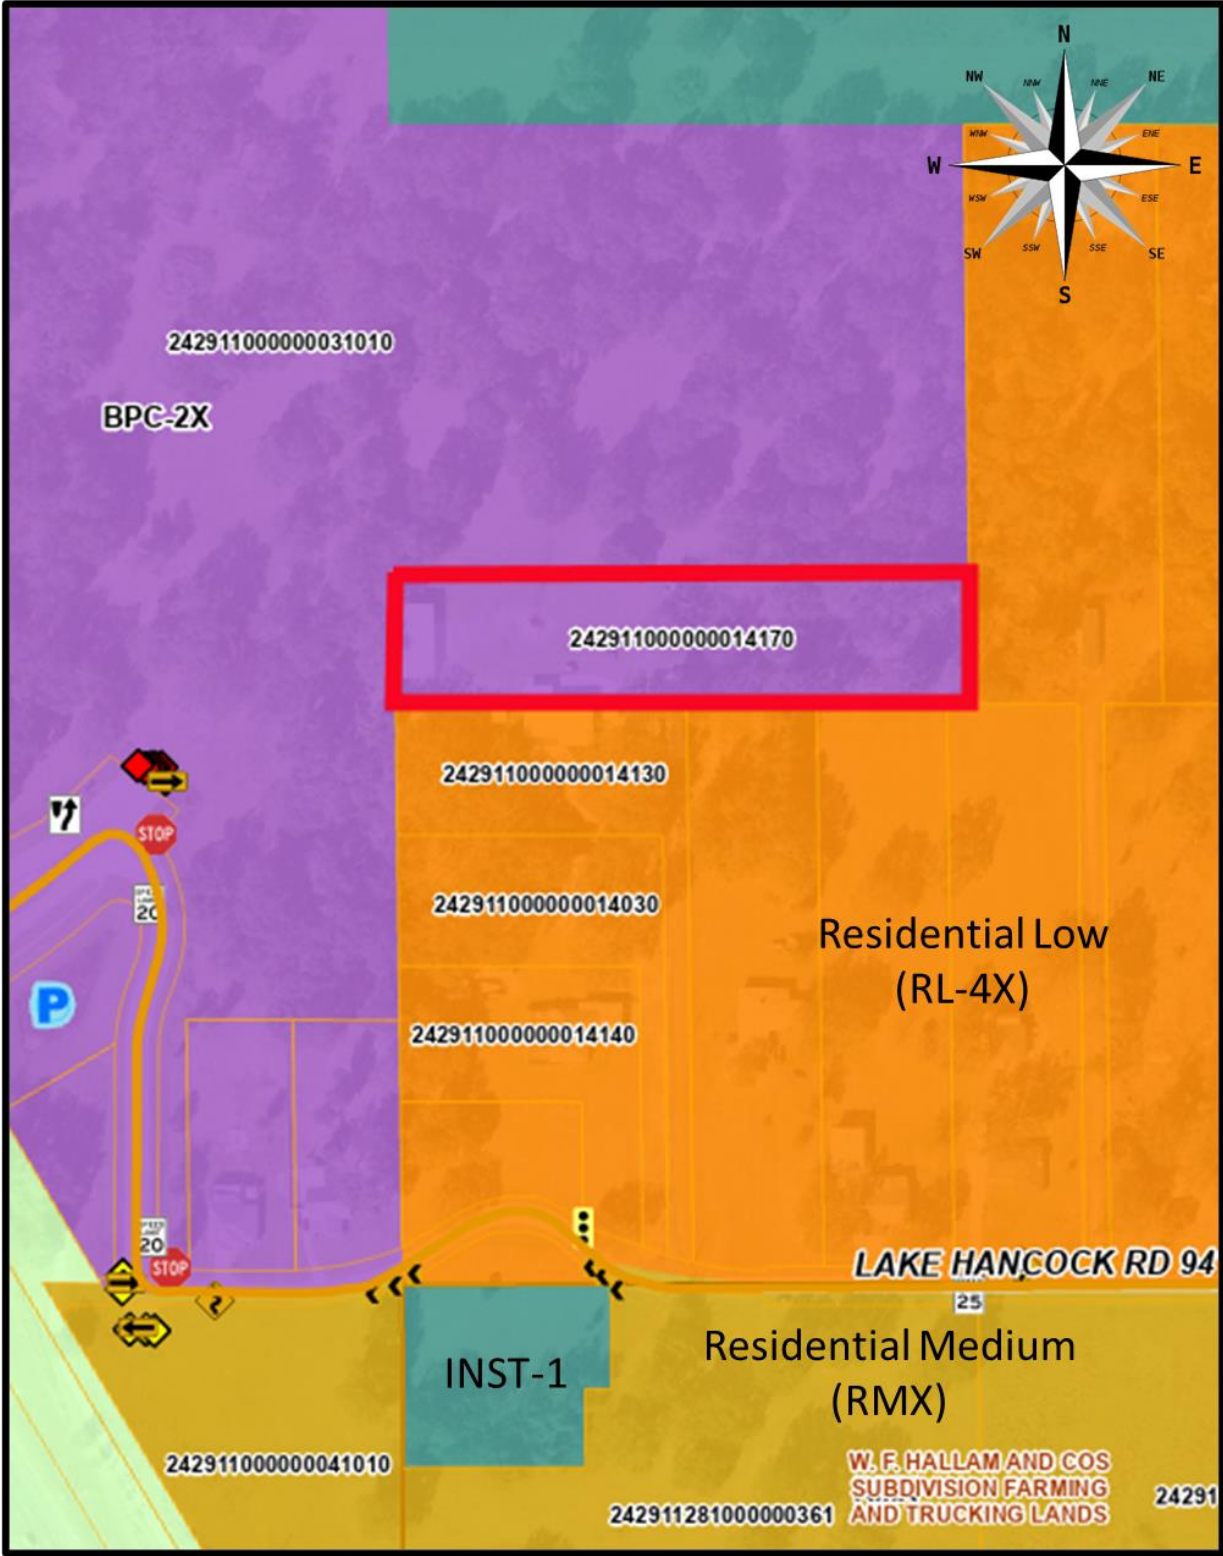 N
NW
NNW
NNE
NE
WNW
ENE
W
E
WSW
ESE
SW
SSW
SSE
SE
S
242911000000031010
BPC-2X
242911000000014170
242911000000014130
STOP
20
242911000000014030
Residential Low
(RL-4X)
P
242911000000014140
SPEED
LIMIT
20
STOP
LAKE HANCOCK RD 94
25
Residential Medium
(RMX)
INST-1
242911000000041010
W. F. HALLAM AND COS
SUBDIVISION FARMING
AND TRUCKING LANDS
242911281000000361
24291